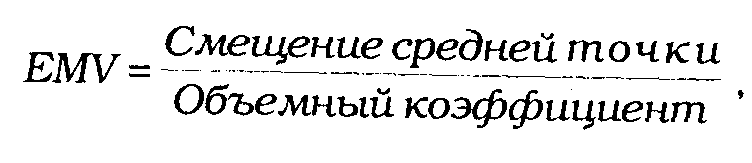 EMV = Смещение средней точки
Объемный коэффициент ,